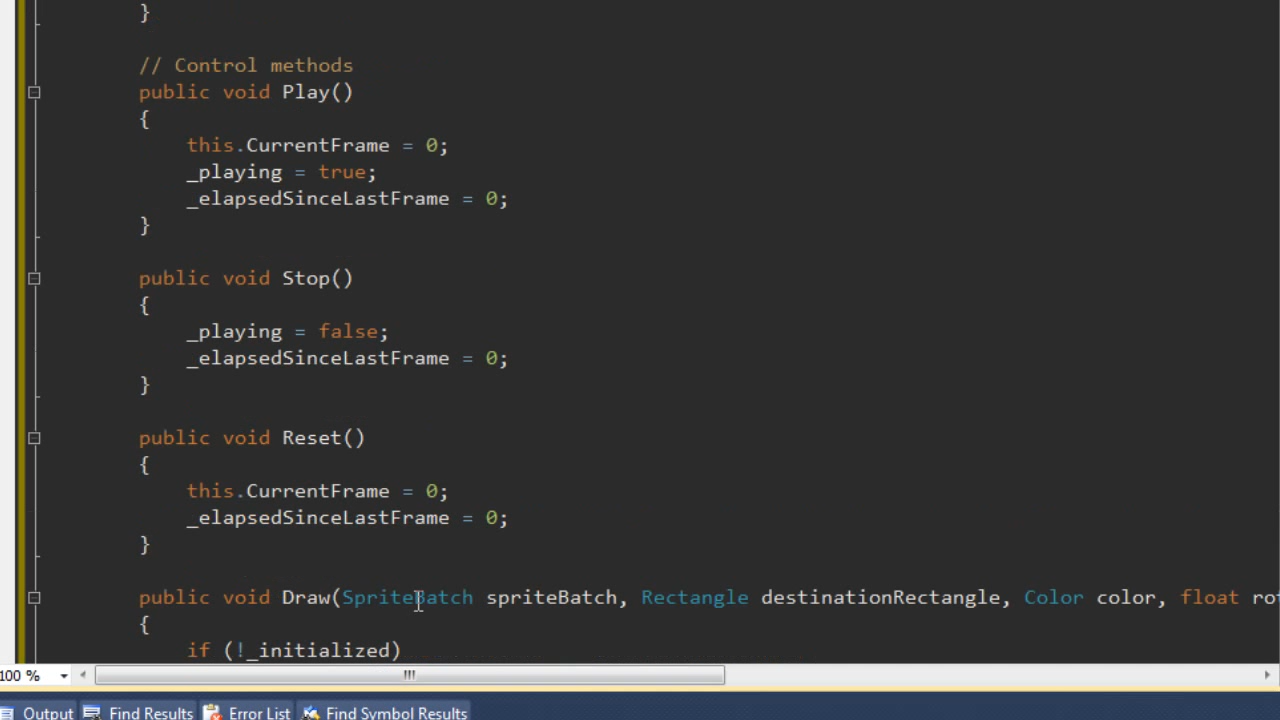 }
// Control methods
public void Play()
{
this.CurrentFrame = 0;
_playing = true;
_elapsedSinceLastFrame = 0;
}
public void Stop()
{
_playing = false;
_elapsedSinceLastFrame = 0;
}
public void Reset()
{
this.CurrentFrame = 0;
_elapsedSinceLastFrame = 0;
}
public void Draw(SpriteBatch spriteBatch, Rectangle destinationRectangle, Color color, float
{
if (!_initialized)
100 %
Output Find Results Error List Find Symbol Results